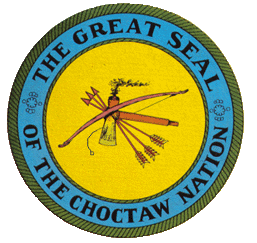 THE GREAT SEAL
OF THE CHOCTAW NATION